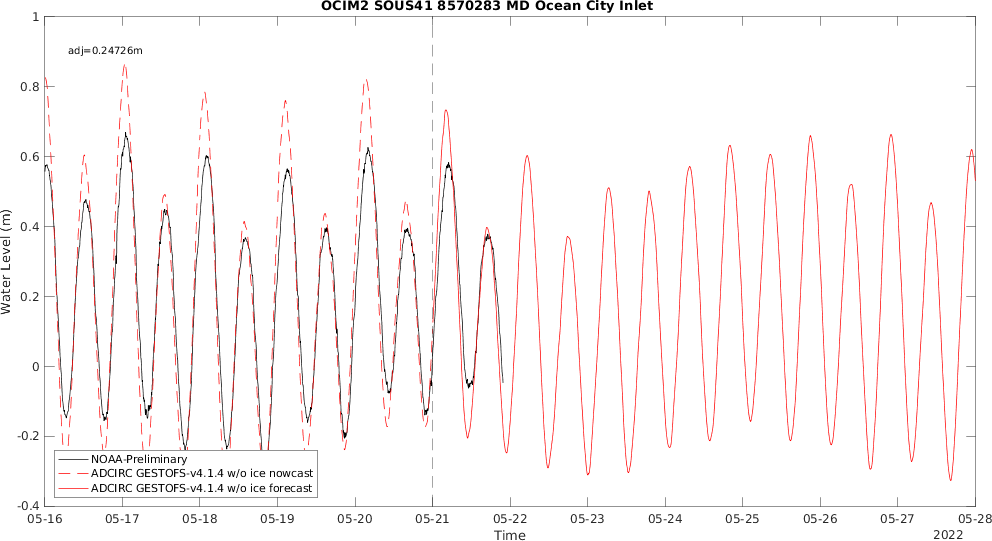 OCIM2 SOUS41 8570283 MD Ocean City Inlet
1
adj=0.24726m
0.8
0.6
0.4
0.2
0
-0.2
-0.4
Water Level (m)
NOAA-Preliminary
ADCIRC GESTOFS-v4.1.4 w/o ice nowcast
ADCIRC GESTOFS-v4.1.4 w/o ice forecast
05-16 05-17 05-18 05-19 05-20 05-21 05-22 05-23 05-24 05-25 05-26 05-27 05-28
Time
2022